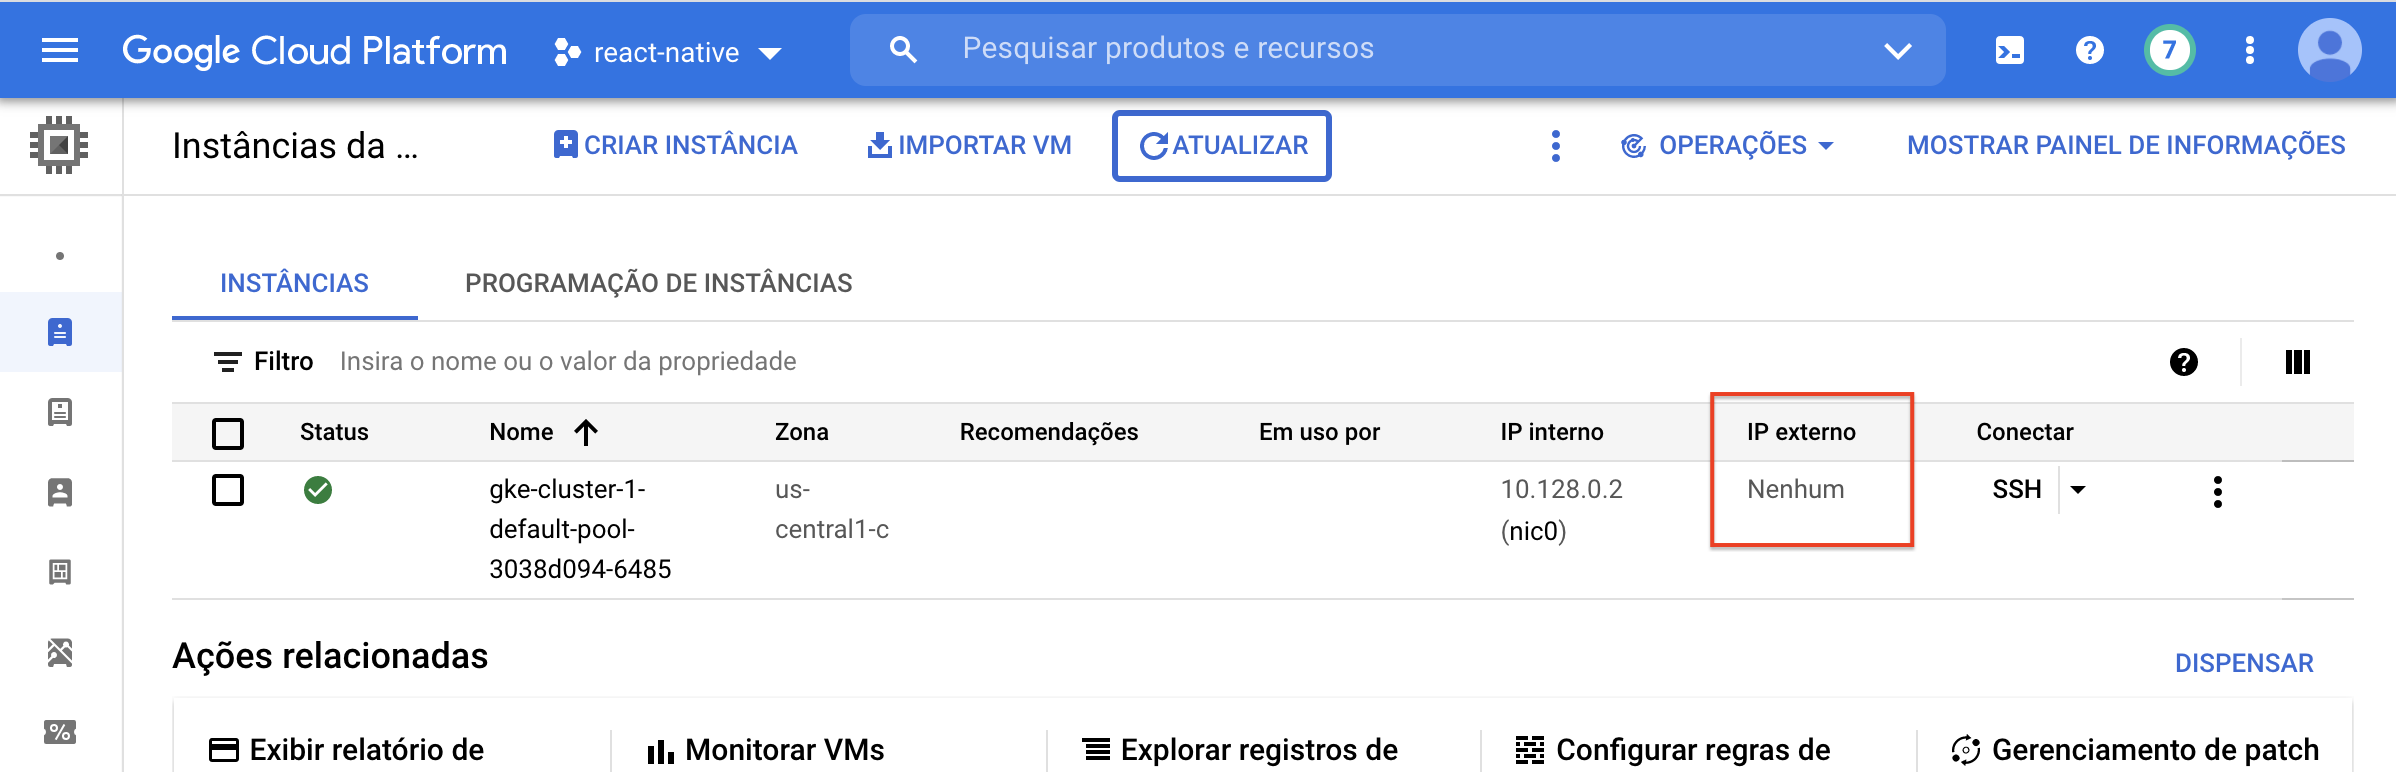 Google Cloud Platform
react-native
Pesquisar produtos e recursos
7
Instâncias da ...
CRIAR INSTÂNCIA
IMPORTAR VM
ATUALIZAR
OPERAÇÕES
MOSTRAR PAINEL DE INFORMAÇÕES
INSTÂNCIAS
PROGRAMAÇÃO DE INSTÂNCIAS
Filtro Insira o nome ou o valor da propriedade
Status Nome Zona Recomendações Em uso por IP interno IP externo Conectar
gke-cluster-1-
default-pool-
3038d094-6485
us-
central1-c
10.128.0.2
(nic0)
Nenhum
SSH
Ações relacionadas
DISPENSAR
Exibir relatório de
Monitorar VMs
Explorar registros de
Configurar regras de
Gerenciamento de patch